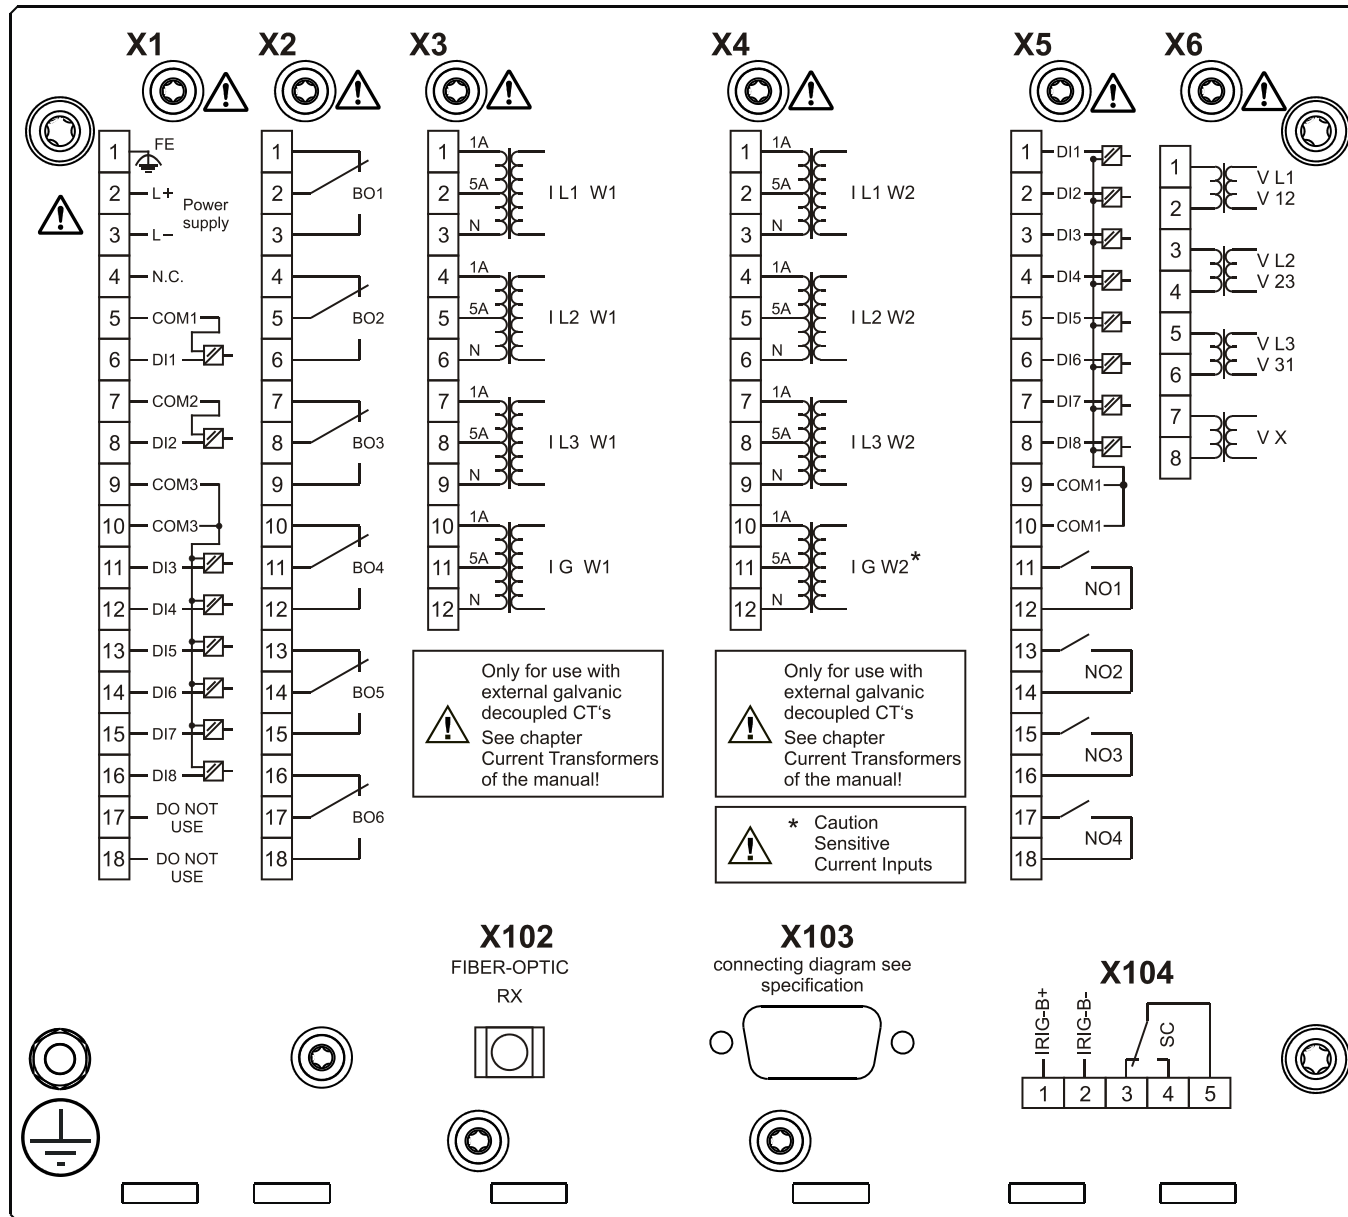 X1
X2
X3
X4
X5
X6
1 FE
2 L+ Power
supply
3 L–
4 N.C.
5 COM1
6 DI1
7 COM2
8 DI2
9 COM3
10 COM3
11 DI3
12 DI4
13 DI5
14 DI6
15 DI7
16 DI8
17 DO NOT
USE
18 DO NOT
USE
1
2 BO1
3
4
5 BO2
6
7
8 BO3
9
10
11 BO4
12
13
14 BO5
15
16
17 BO6
18
1 1A
2 5A I L1 W1
3 N
4 1A
5 5A I L2 W1
6 N
7 1A
8 5A I L3 W1
9 N
10 1A
11 5A I G W1
12 N
Only for use with
external galvanic
decoupled CT‘s
See chapter
Current Transformers
of the manual!
1 1A
2 5A I L1 W2
3 N
4 1A
5 5A I L2 W2
6 N
7 1A
8 5A I L3 W2
9 N
10 1A
11 5A I G W2*
12 N
Only for use with
external galvanic
decoupled CT‘s
See chapter
Current Transformers
of the manual!
* Caution
Sensitive
Current Inputs
1 DI1
2 DI2
3 DI3
4 DI4
5 DI5
6 DI6
7 DI7
8 DI8
9 COM1
10 COM1
11
NO1
12
13
NO2
14
15
NO3
16
17
NO4
18
1 V L1
2 V 12
3 V L2
4 V 23
5 V L3
6 V 31
7
V X
8
X102
FIBER-OPTIC
RX
X103
connecting diagram see
specification
X104
IRIG-B+
IRIG-B-
SC
1 2 3 4 5